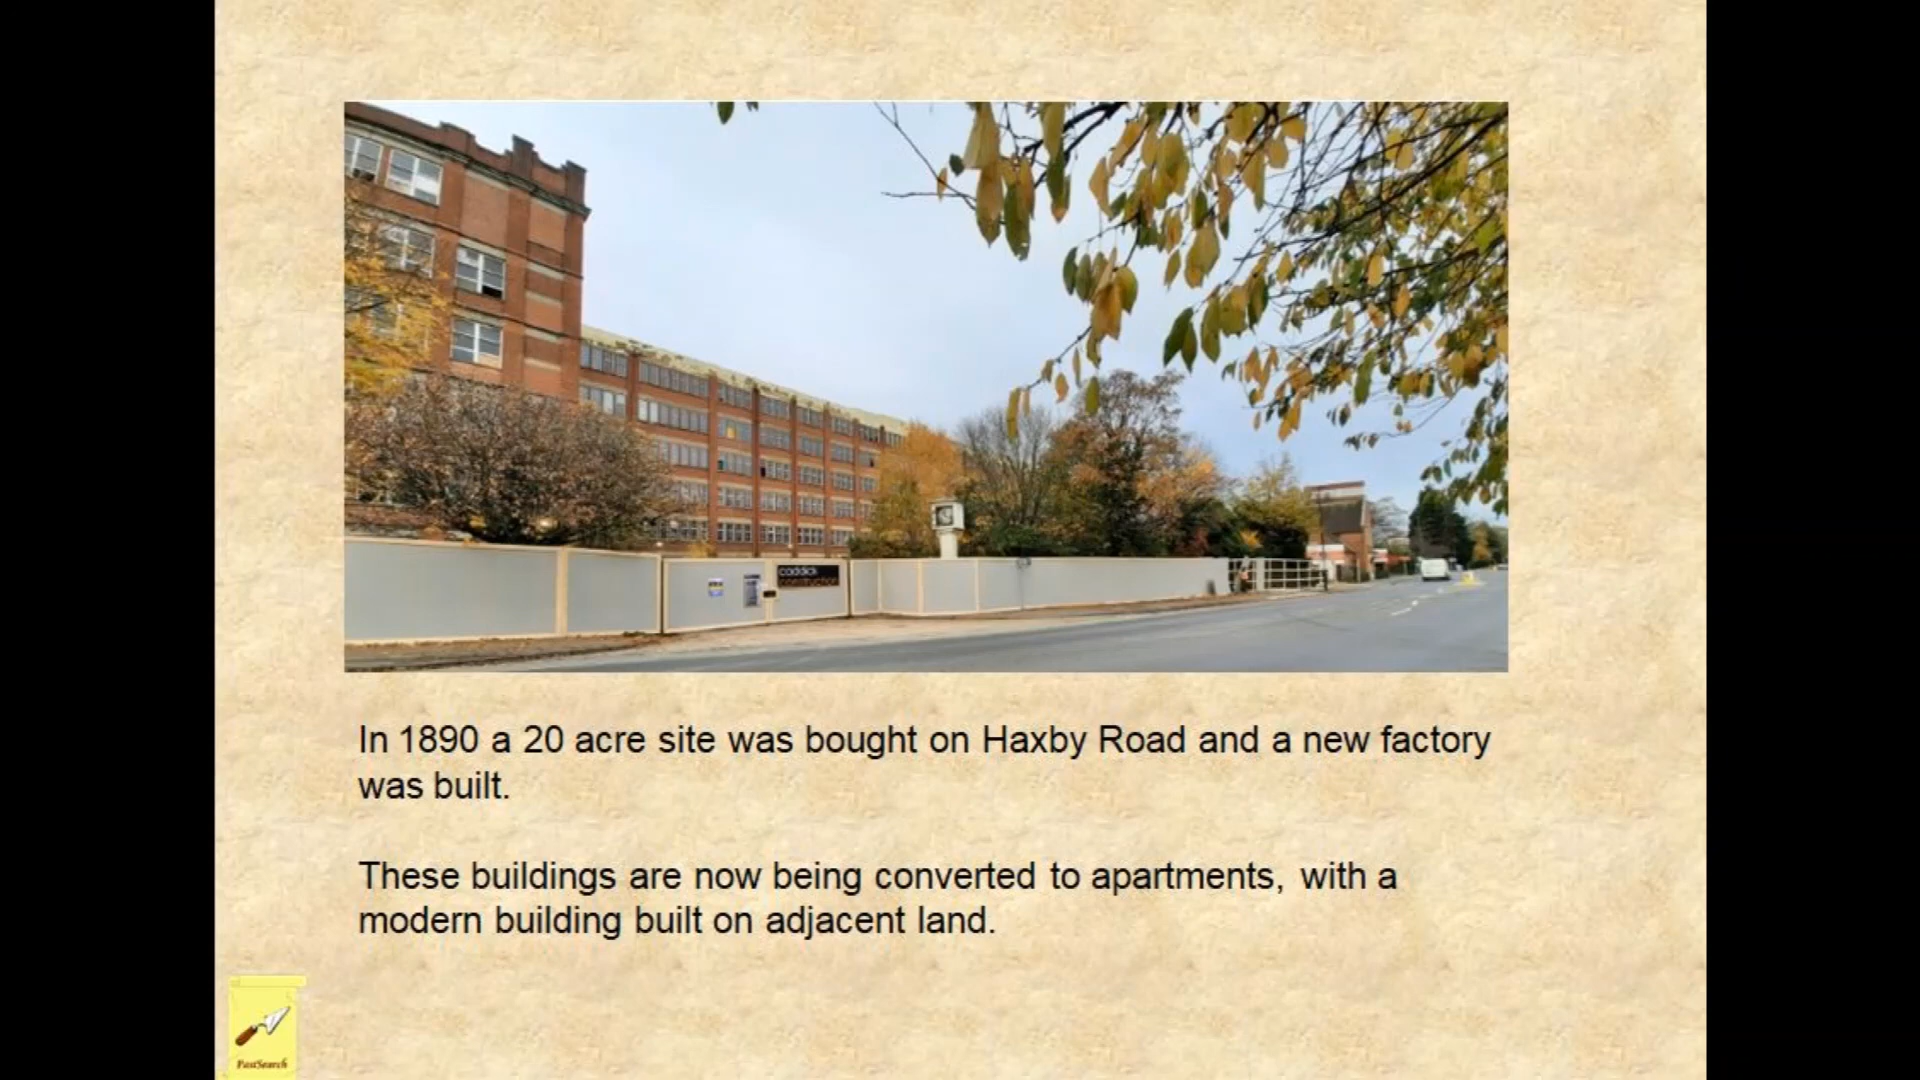 caddick
construction
In 1890 a 20 acre site was bought on Haxby Road and a new factory
was built.
These buildings are now being converted to apartments, with a
modern building built on adjacent land.
PastSearch